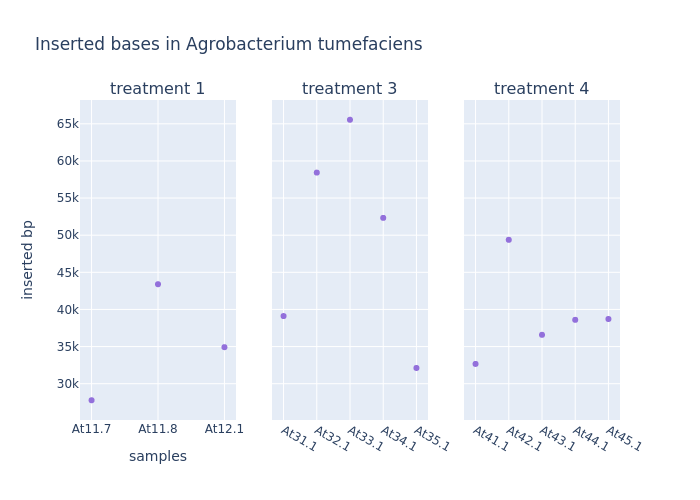 Inserted bases in Agrobacterium tumefaciens
treatment 1
treatment 3
treatment 4
65k
60k
55k
50k
45k
40k
35k
30k
inserted bp
At11.7 At11.8 At12.1
At31.1 At32.1 At33.1 At34.1 At35.1
At41.1 At42.1 At43.1 At44.1 At45.1
samples